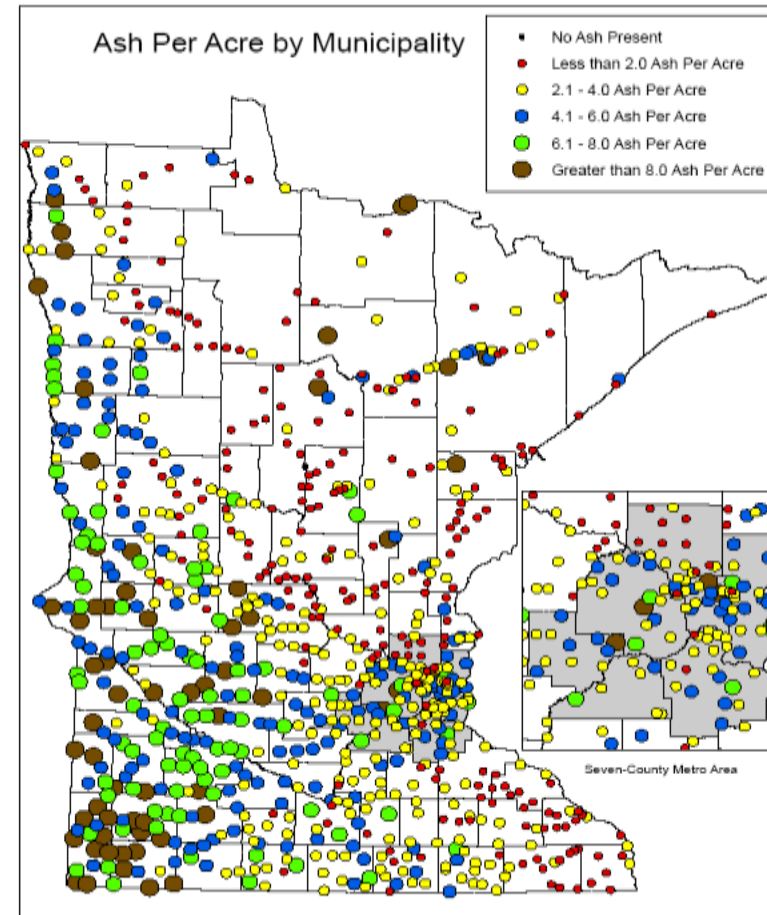 Ash Per Acre by Municipality
No Ash Present
Less than 2.0 Ash Per Acre
2.1 - 4.0 Ash Per Acre
4.1 - 6.0 Ash Per Acre
6.1 - 8.0 Ash Per Acre
Greater than 8.0 Ash Per Acre
Seven-County Metro Area